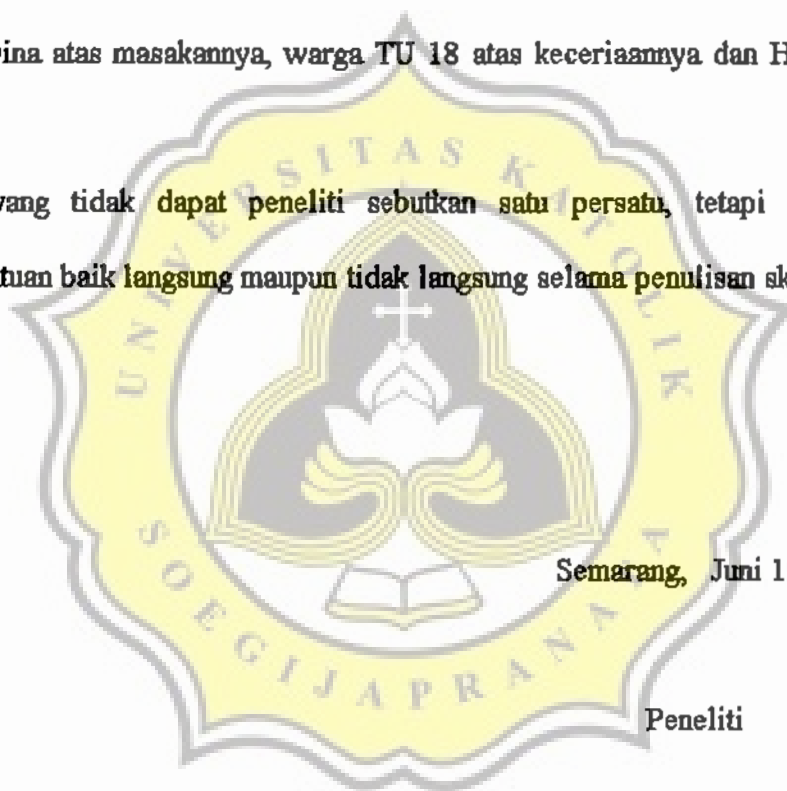 ina atas masakannya, warga TU 18 atas keceriaannya dan H
yang tidak dapat peneliti sebutkan satu persatu, tetapi
tuan baik langsung maupun tidak langsung selama penulisan sk
UNIVERSITAS KATOLIK
SOEGIJAPRANATA
Semarang, Juni 1
Peneliti